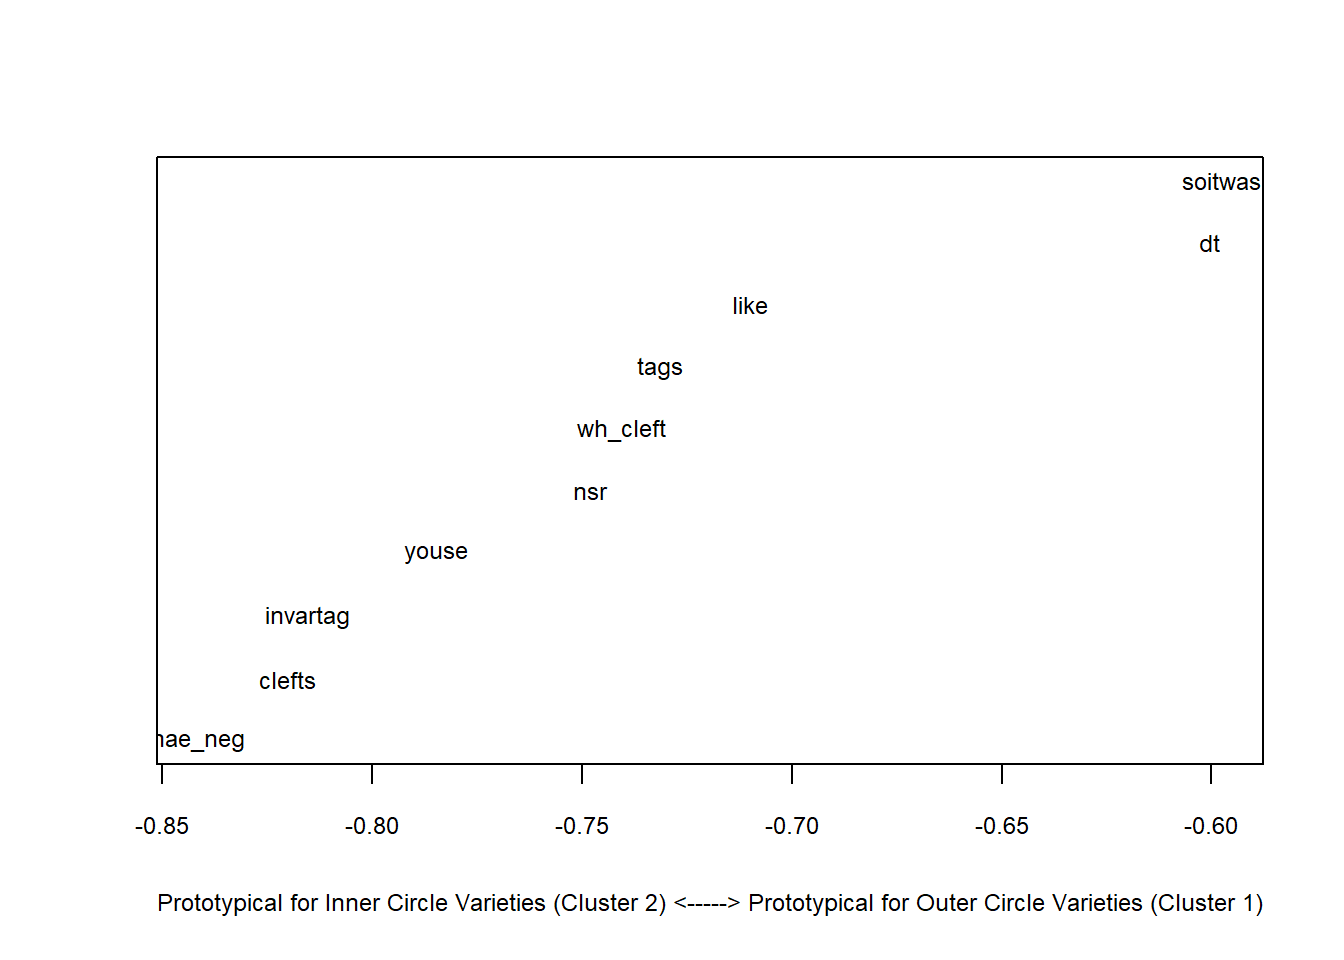 soitwas
dt
like
tags
wh_cleft
nsr
youse
invartag
clefts
nae_neg
-0.85 -0.80 -0.75 -0.70 -0.65 -0.60
Prototypical for Inner Circle Varieties (Cluster 2) <-----> Prototypical for Outer Circle Varieties (Cluster 1)